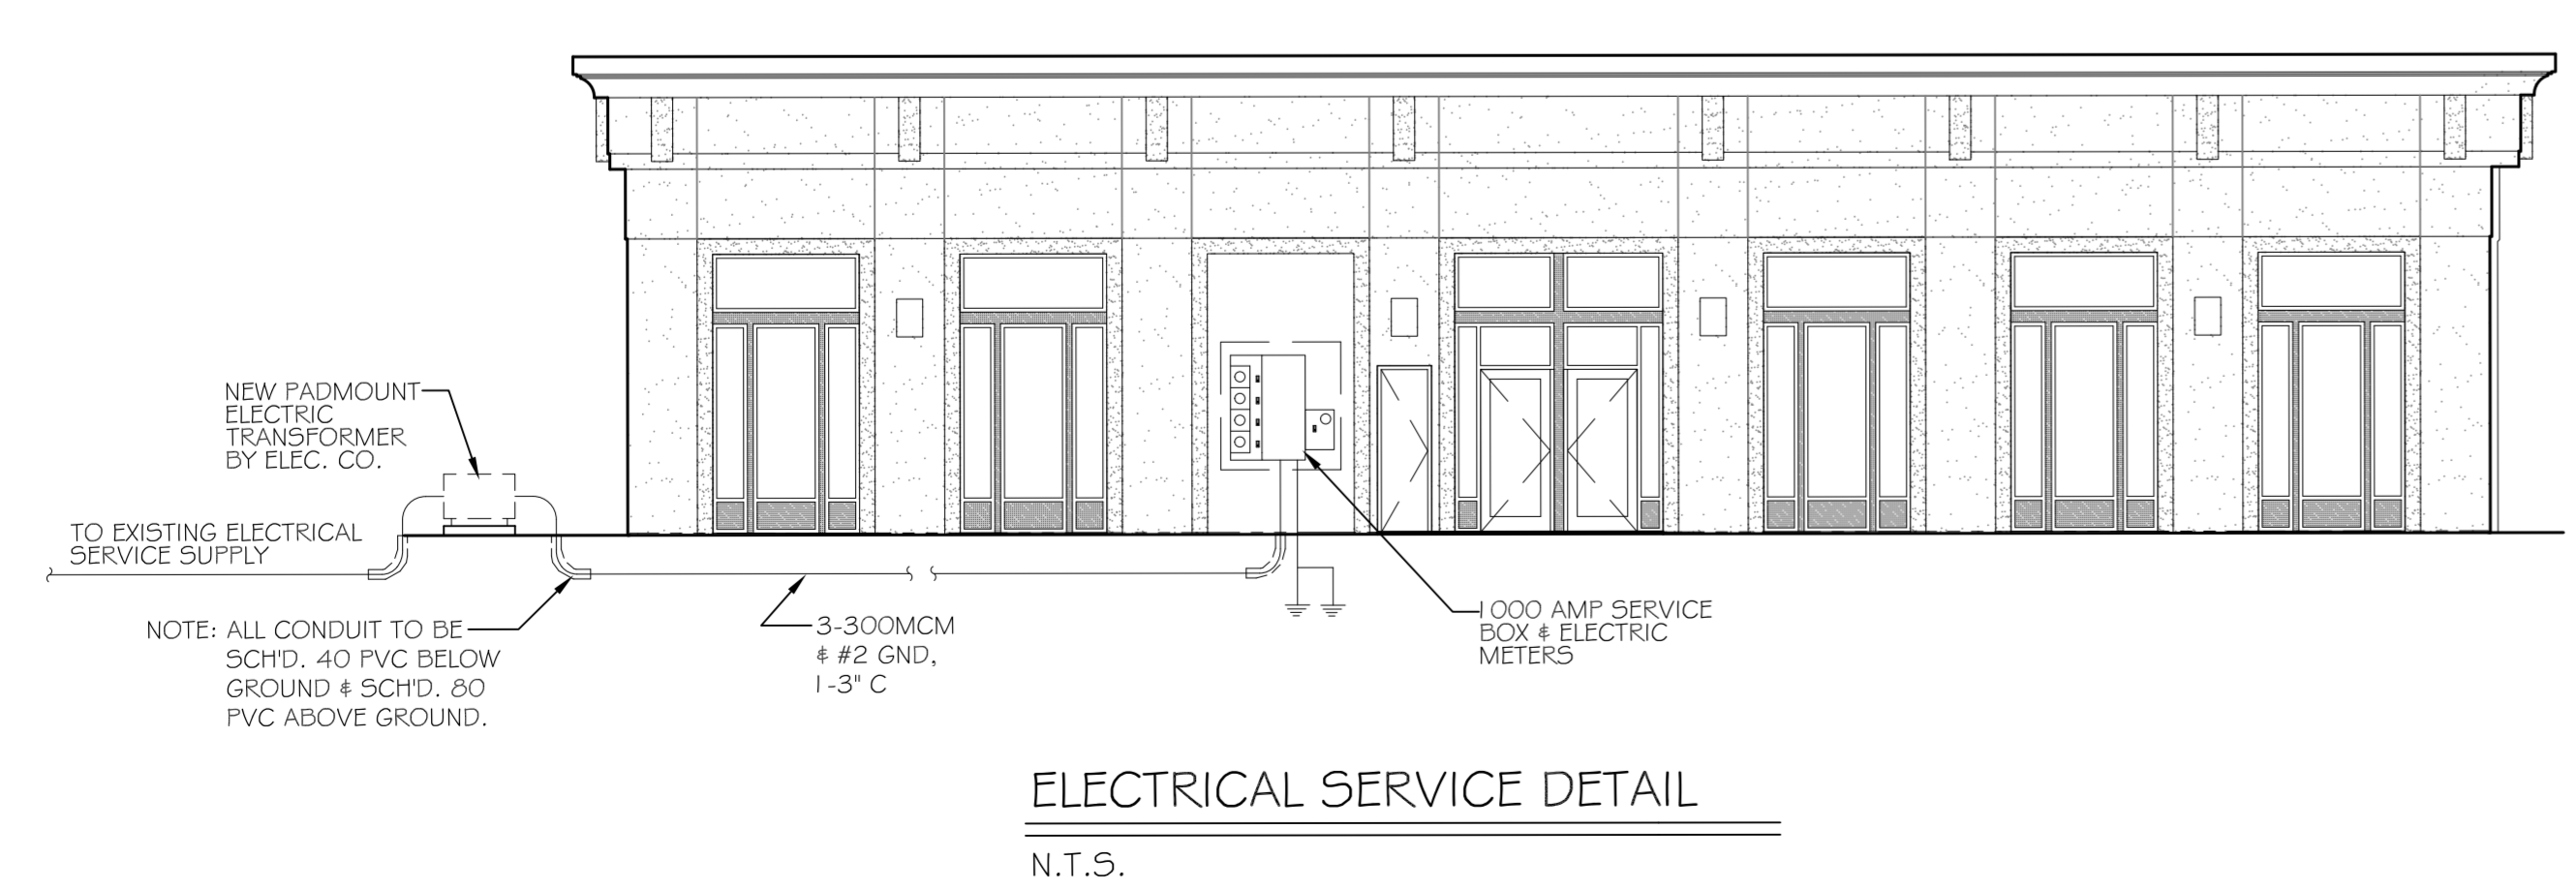 NEW PADMOUNT
ELECTRIC
TRANSFORMER
BY ELEC. CO.
TO EXISTING ELECTRICAL
SERVICE SUPPLY
NOTE: ALL CONDUIT TO BE
SCH'D. 40 PVC BELOW
GROUND & SCH'D. 80
PVC ABOVE GROUND.
3-300MCM
& #2 GND,
1-3" C
1000 AMP SERVICE
BOX & ELECTRIC
METERS
ELECTRICAL SERVICE DETAIL
N.T.S.